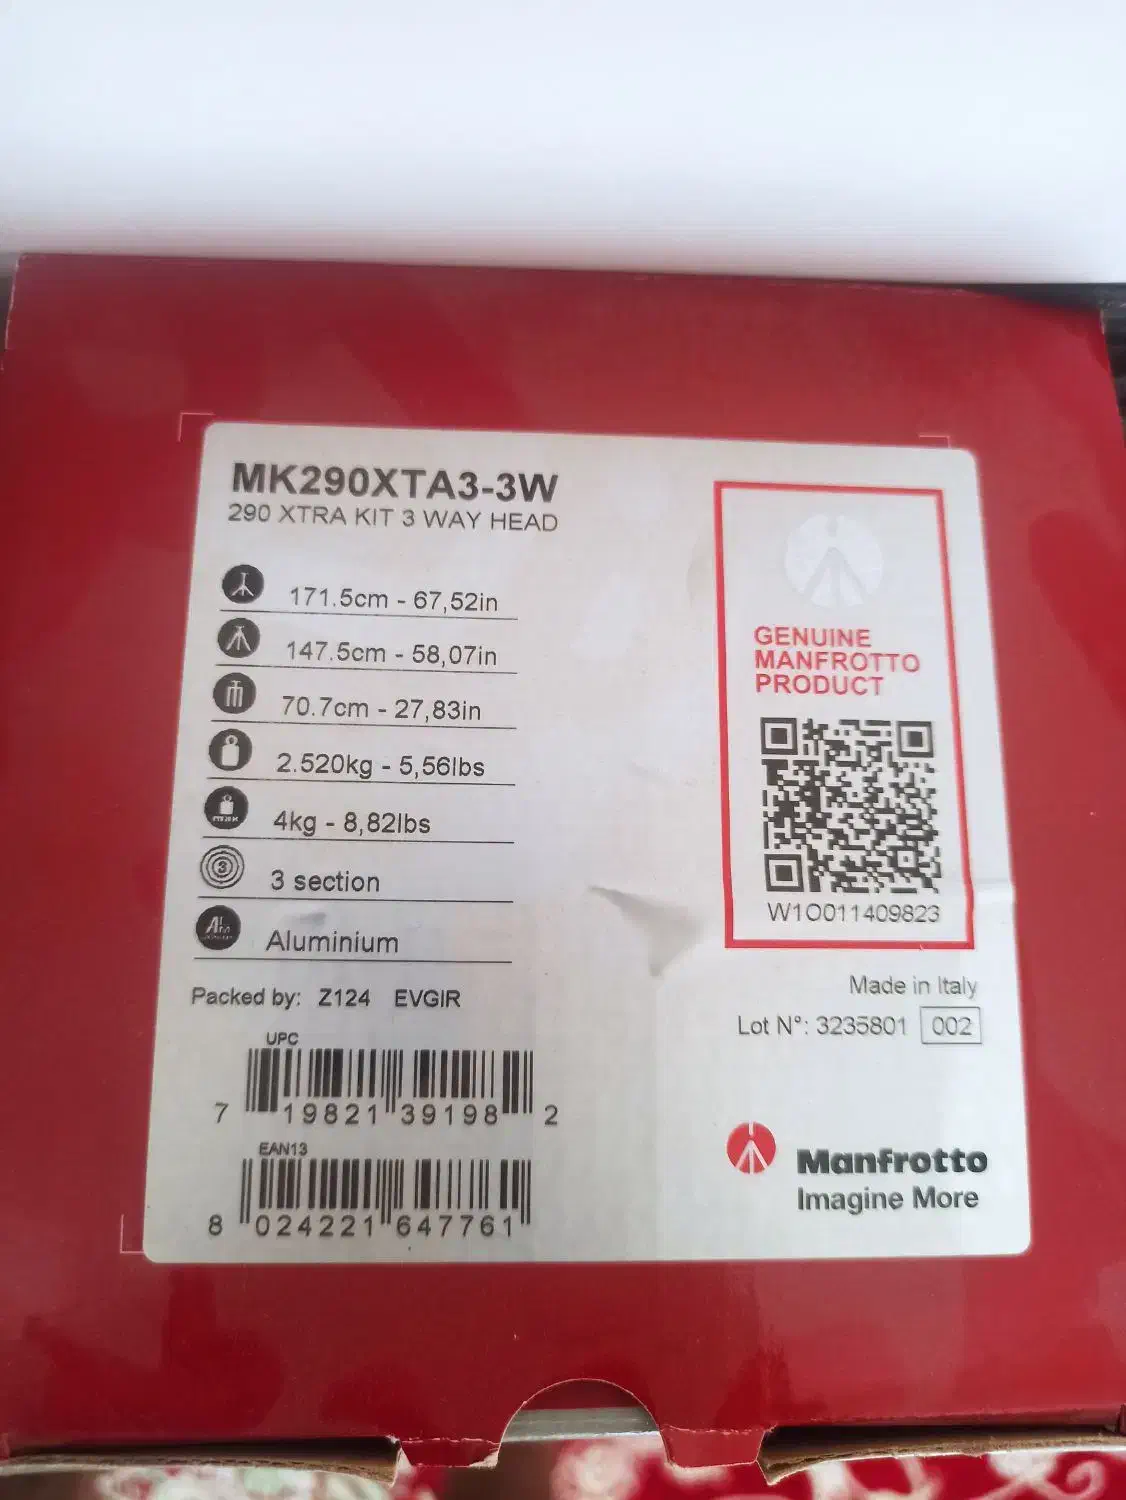 MK290XTA3-3W
290 XTRA KIT 3 WAY HEAD
171.5cm - 67,52in
147.5cm - 58,07in
70.7cm - 27,83in
2.520kg - 5,56lbs
MAX
4kg - 8,82lbs
3
3 section
Aluminium
Packed by: Z124 EVGIR
UPC
7 19821 39198 2
EAN13
8 024221 647761
GENUINE
MANFROTTO
PRODUCT
W1O011409823
Made in Italy
Lot N°: 3235801 002
Manfrotto
Imagine More